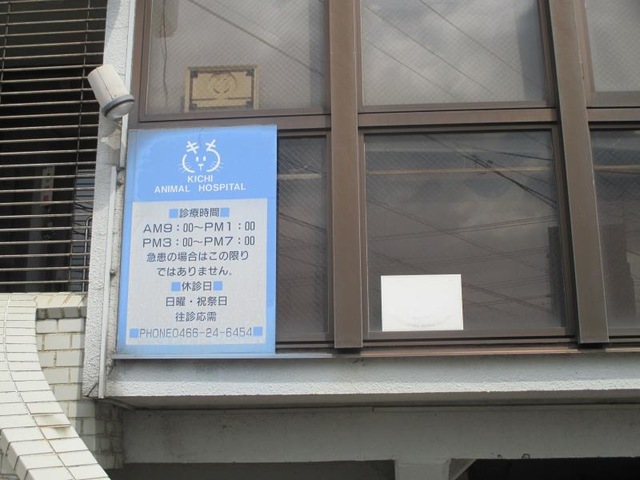 KICHI
ANIMAL HOSPITAL
■診療時間■
AM9：00～PM1：00
PM3：00～PM7：00
急患の場合はこの限り
ではありません。
■休診日■
日曜・祝祭日
往診応需
■PHONE0466-24-6454■